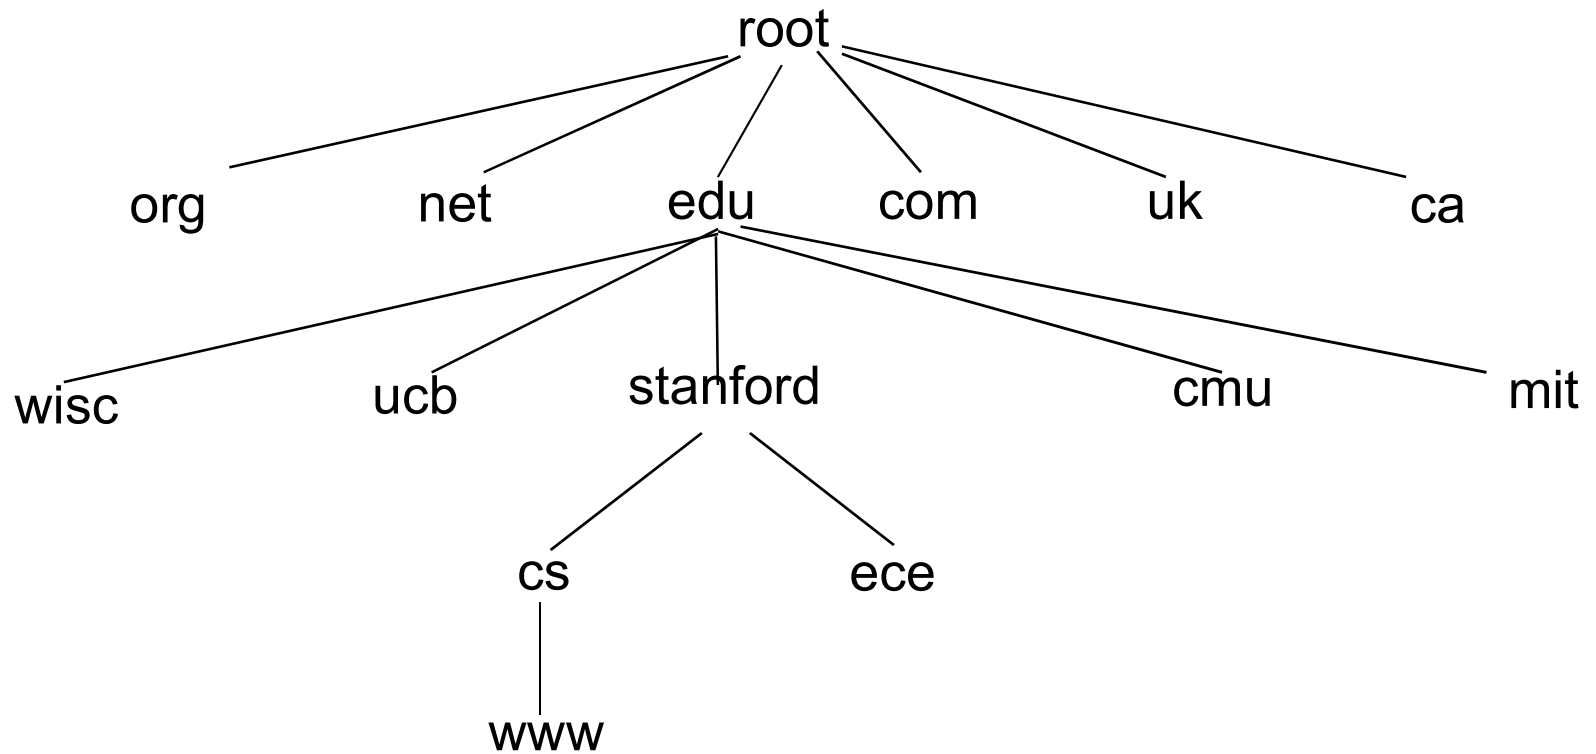 root
org net edu com uk ca
wisc ucb stanford cmu mit
cs ece
www